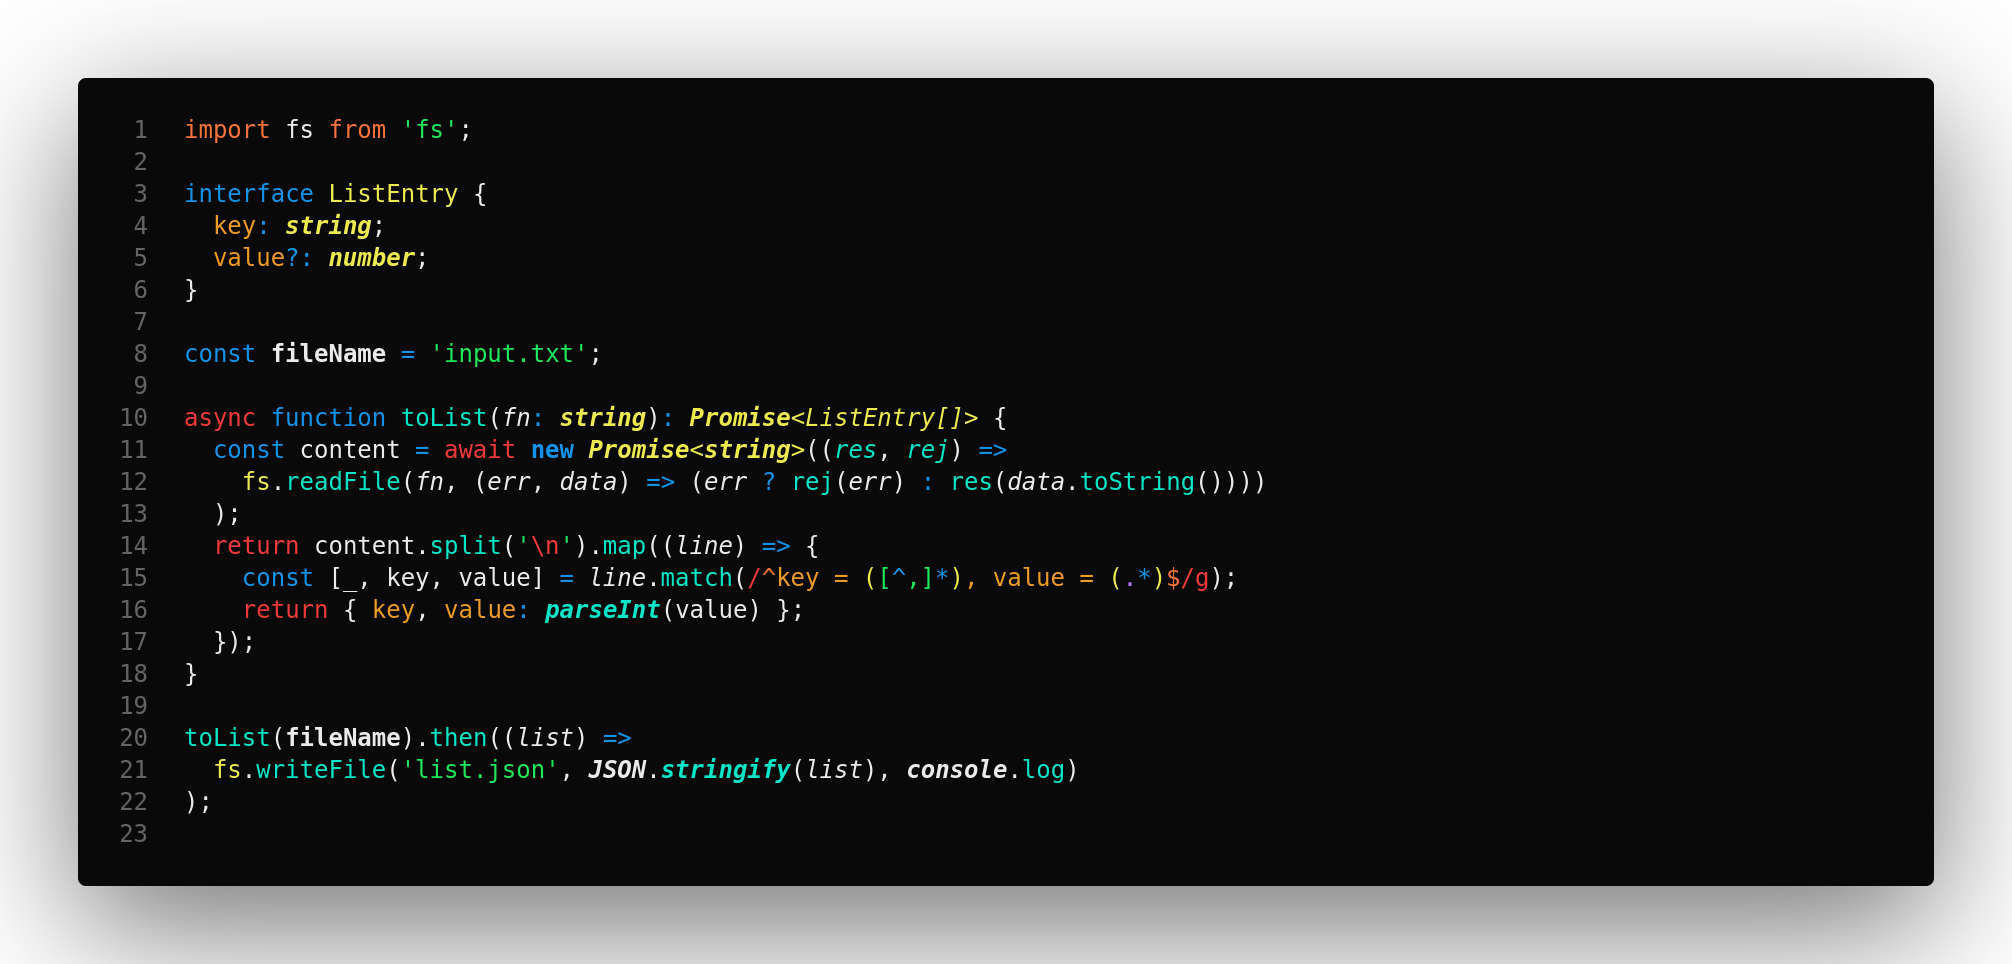 1 import fs from 'fs';
2
3 interface ListEntry {
4   key: string;
5   value?: number;
6 }
7
8 const fileName = 'input.txt';
9
10 async function toList(fn: string): Promise<ListEntry[]> {
11   const content = await new Promise<string>((res, rej) =>
12     fs.readFile(fn, (err, data) => (err ? rej(err) : res(data.toString())))
13   );
14   return content.split('\n').map((line) => {
15     const [_, key, value] = line.match(/^key = ([^,]*), value = (.*)$/g);
16     return { key, value: parseInt(value) };
17   });
18 }
19
20 toList(fileName).then((list) =>
21   fs.writeFile('list.json', JSON.stringify(list), console.log)
22 );
23